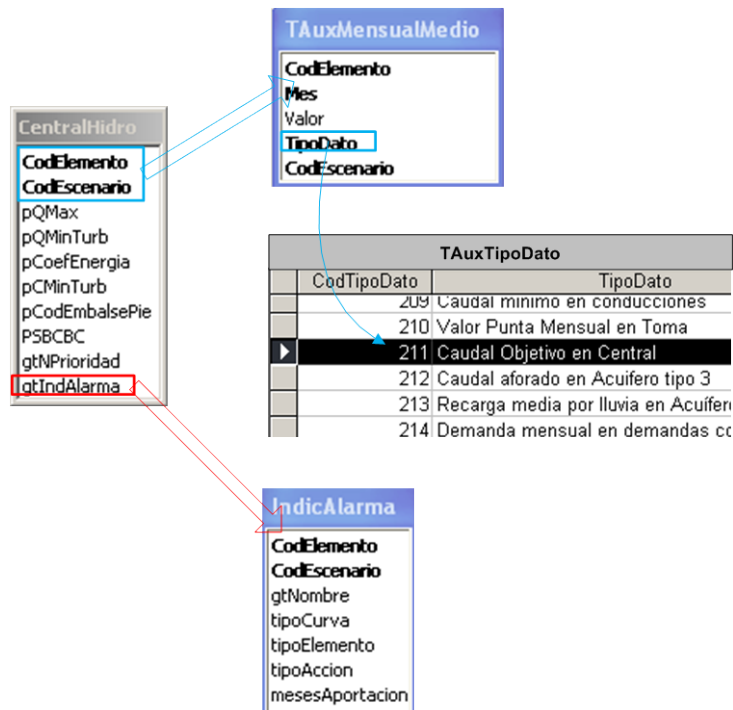 TAuxMensualMedio
CodElemento
Mes
Valor
TipoDato
CodEscenario
CentralHidro
CodElemento
CodEscenario
pQMax
pQMinTurb
pCoefEnergia
pCMinTurb
pCodEmbalsePie
PSBCBC
gtNPrioridad
gtIndAlarma
TAuxTipoDato
CodTipoDato TipoDato
209 Caudal minimo en conducciones
210 Valor Punta Mensual en Toma
211 Caudal Objetivo en Central
212 Caudal aforado en Acuifero tipo 3
213 Recarga media por lluvia en Acuífero
214 Demanda mensual en demandas co
IndicAlarma
CodElemento
CodEscenario
gtNombre
tipoCurva
tipoElemento
tipoAccion
mesesAportacion